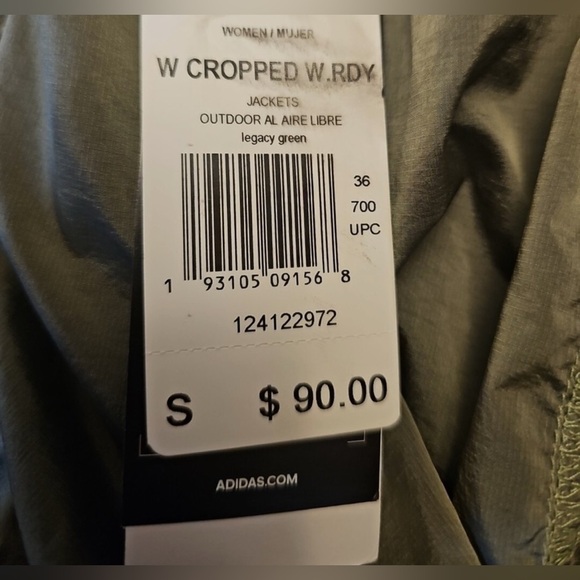 WOMEN / MUJER
W CROPPED W.RDY
JACKETS
OUTDOOR AL AIRE LIBRE
legacy green
36
700
UPC
1 93105 09156 8
124122972
S $ 90.00
ADIDAS.COM